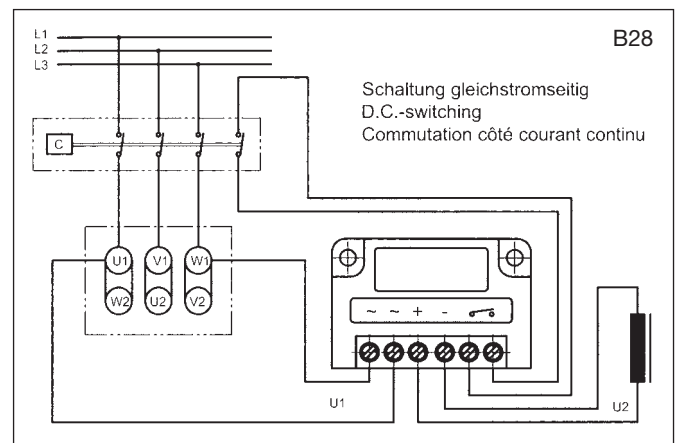 B28
L1
L2
L3
Schaltung gleichstromseitig
D.C.-switching
Commutation côté courant continu
C
U1 V1 W1
W2 U2 V2
~ ~ + -
U1
U2